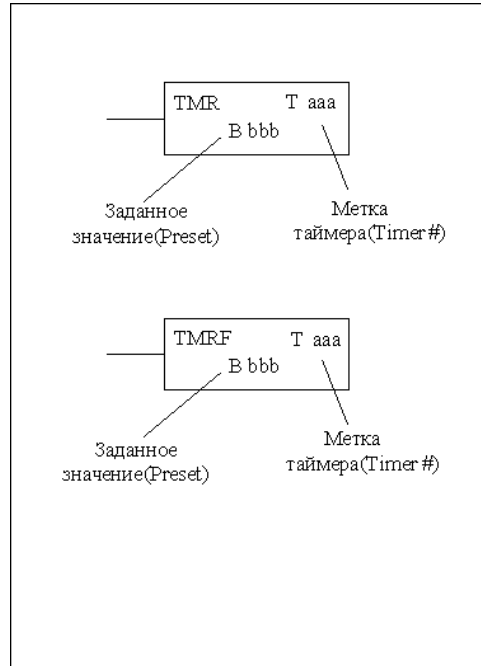 TMR T aaa
B bbb
Заданное
значение(Preset)
Метка
таймера(Timer#)
TMRF T aaa
B bbb
Заданное
значение(Preset)
Метка
таймера(Timer#)